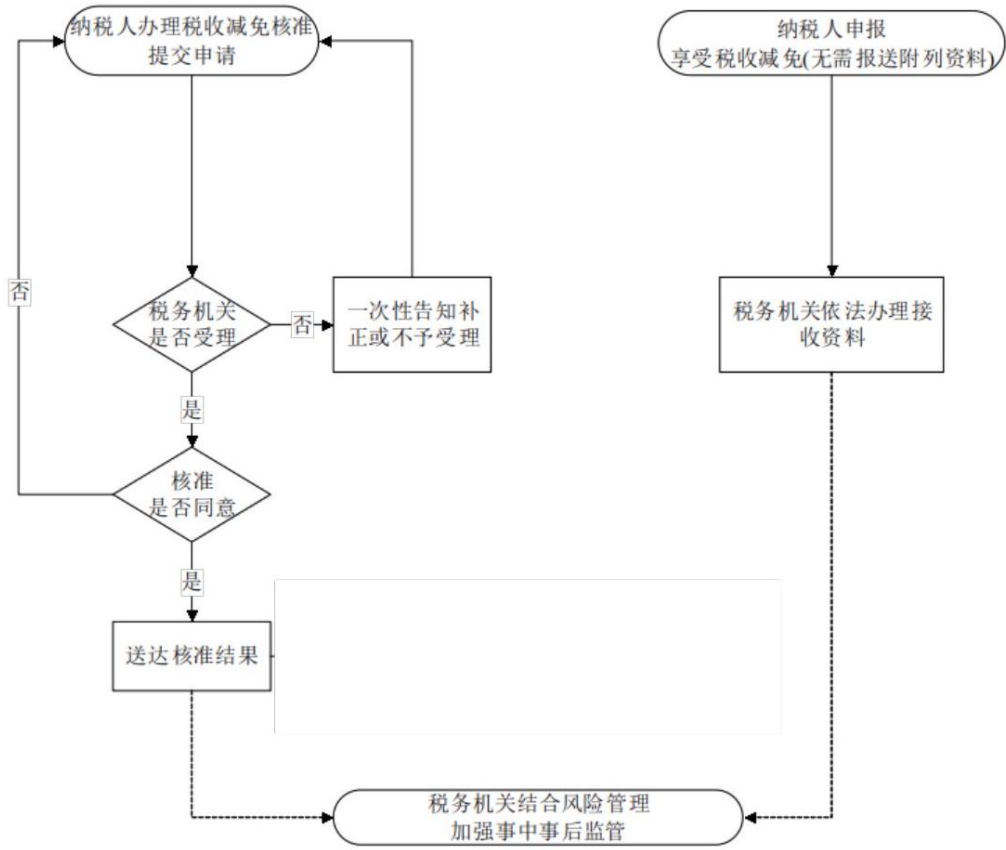 纳税人办理税收减免核准
提交申请
纳税人申报
享受税收减免(无需报送附列资料)
否
税务机关
是否受理
否
一次性告知补
正或不予受理
税务机关依法办理接
收资料
是
核准
是否同意
是
送达核准结果
税务机关结合风险管理
加强事中事后监管